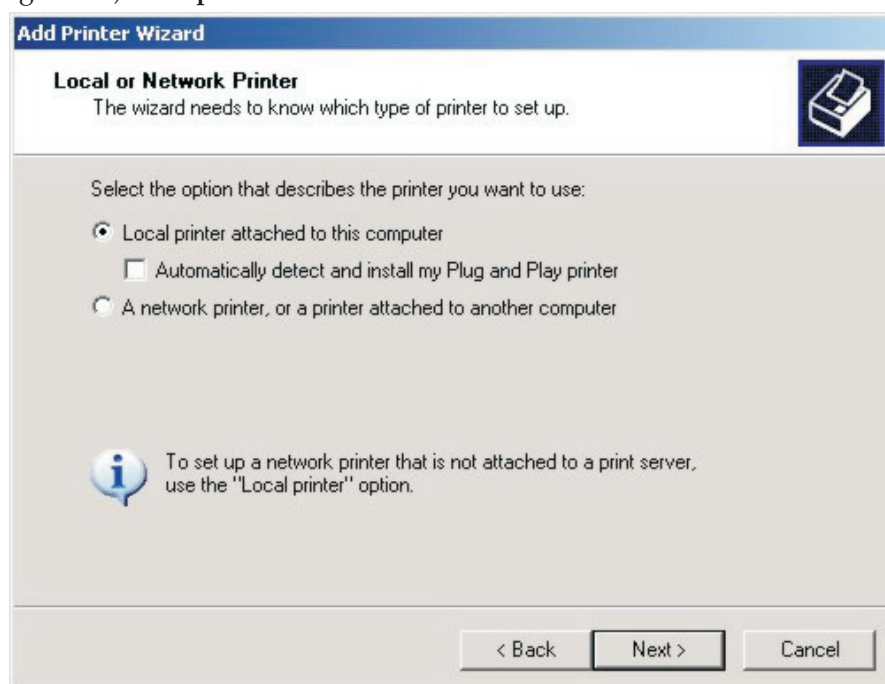 Add Printer Wizard
Local or Network Printer
The wizard needs to know which type of printer to set up.
Select the option that describes the printer you want to use:
Local printer attached to this computer
Automatically detect and install my Plug and Play printer
A network printer, or a printer attached to another computer
To set up a network printer that is not attached to a print server,
use the "Local printer" option.
< Back
Next >
Cancel